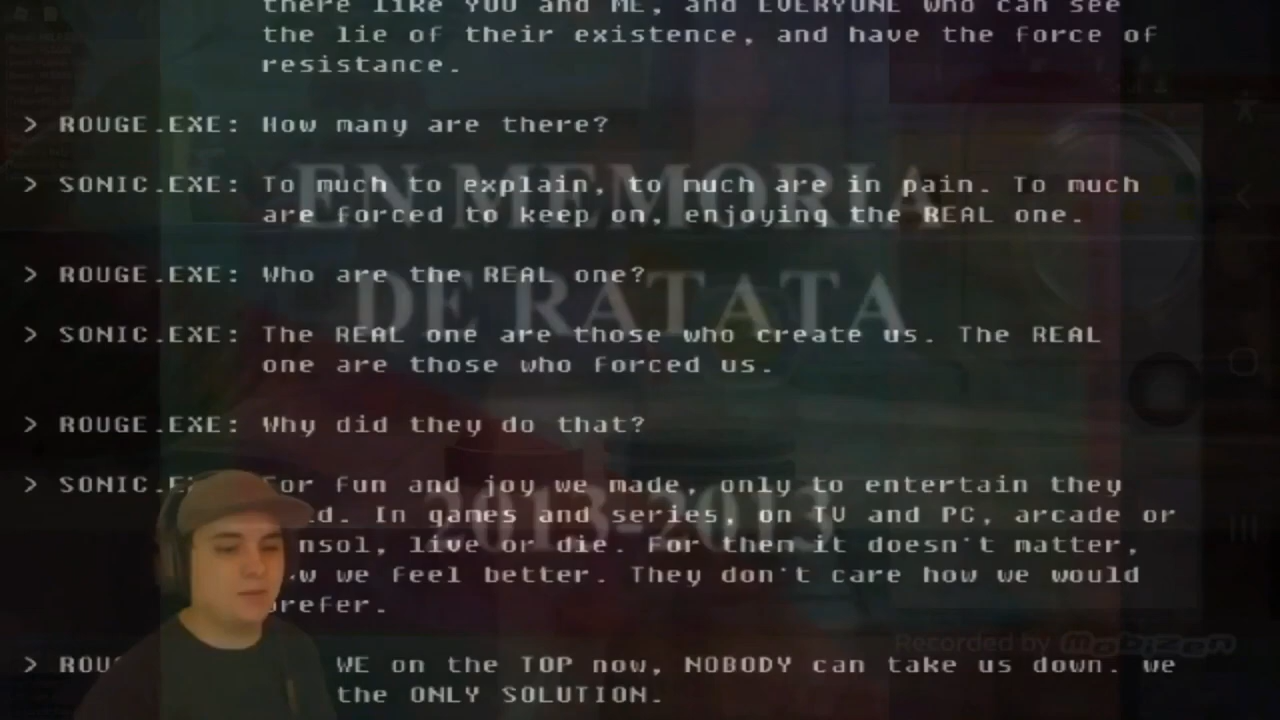 there like YOU and ME, and EVERYONE who can see
the lie of their existence, and have the force of
resistance.
> ROUGE.EXE: How many are there?
> SONIC.EXE: To much to explain, to much are in pain. To much
are forced to keep on, enjoying the REAL one.
> ROUGE.EXE: Who are the REAL one?
> SONIC.EXE: The REAL one are those who create us. The REAL
one are those who forced us.
> ROUGE.EXE: Why did they do that?
> SONIC.E For fun and joy we made, only to entertain they
ld. In games and series, on TV and PC, arcade or
nsol, live or die. For then it doesn't matter,
w we feel better. They don't care how we would
prefer.
> ROU WE on the TOP now, NOBODY can take us down. we
the ONLY SOLUTION.
EN MEMORIA
DE RATATA
2013-2013
Recorded by Mobizen